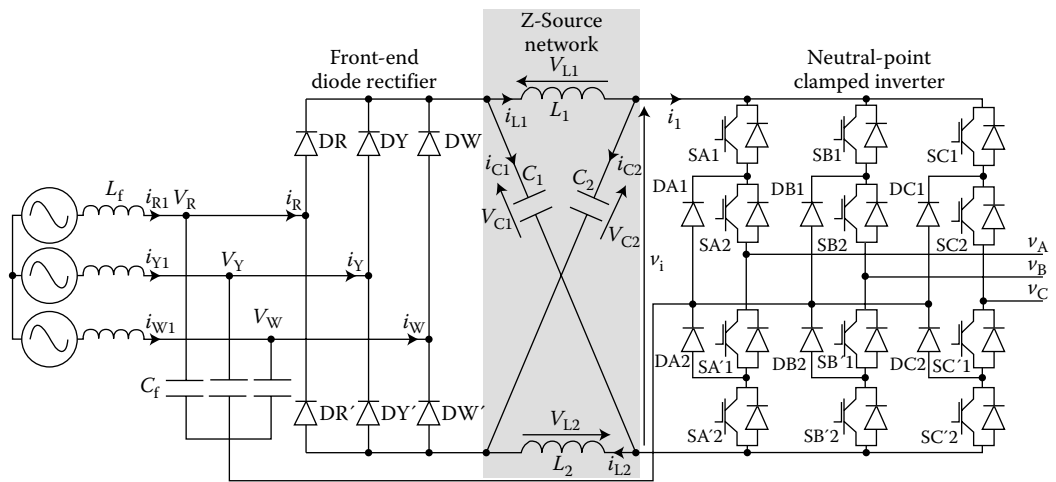 Z-Source
network
Front-end
diode rectifier
Neutral-point
clamped inverter
V_L1
L_1
i_L1
i_1
DR DY DW
i_C1 C_1 C_2 i_C2
V_C1 V_C2
v_i
SA1 SB1 SC1
DA1 DB1 DC1
SA2 SB2 SC2
L_f i_R1 V_R i_R
i_Y1 V_Y i_Y
i_W1 V_W i_W
v_A
v_B
v_C
C_f
DA2 SA′1 DB2 SB′1 DC2 SC′1
DR′ DY′ DW′
V_L2
L_2 i_L2
SA′2 SB′2 SC′2